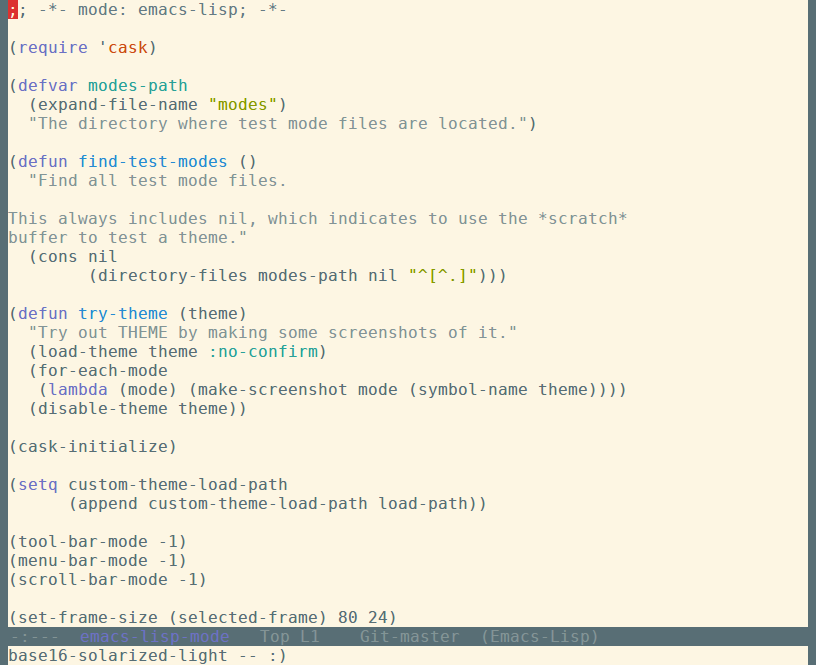 ;; -*- mode: emacs-lisp; -*-

(require 'cask)

(defvar modes-path
  (expand-file-name "modes")
  "The directory where test mode files are located.")

(defun find-test-modes ()
  "Find all test mode files.

This always includes nil, which indicates to use the *scratch*
buffer to test a theme."
  (cons nil
        (directory-files modes-path nil "^[^.]")))

(defun try-theme (theme)
  "Try out THEME by making some screenshots of it."
  (load-theme theme :no-confirm)
  (for-each-mode
   (lambda (mode) (make-screenshot mode (symbol-name theme))))
  (disable-theme theme))

(cask-initialize)

(setq custom-theme-load-path
      (append custom-theme-load-path load-path))

(tool-bar-mode -1)
(menu-bar-mode -1)
(scroll-bar-mode -1)

(set-frame-size (selected-frame) 80 24)
-:---  emacs-lisp-mode   Top L1    Git-master  (Emacs-Lisp)
base16-solarized-light -- :)